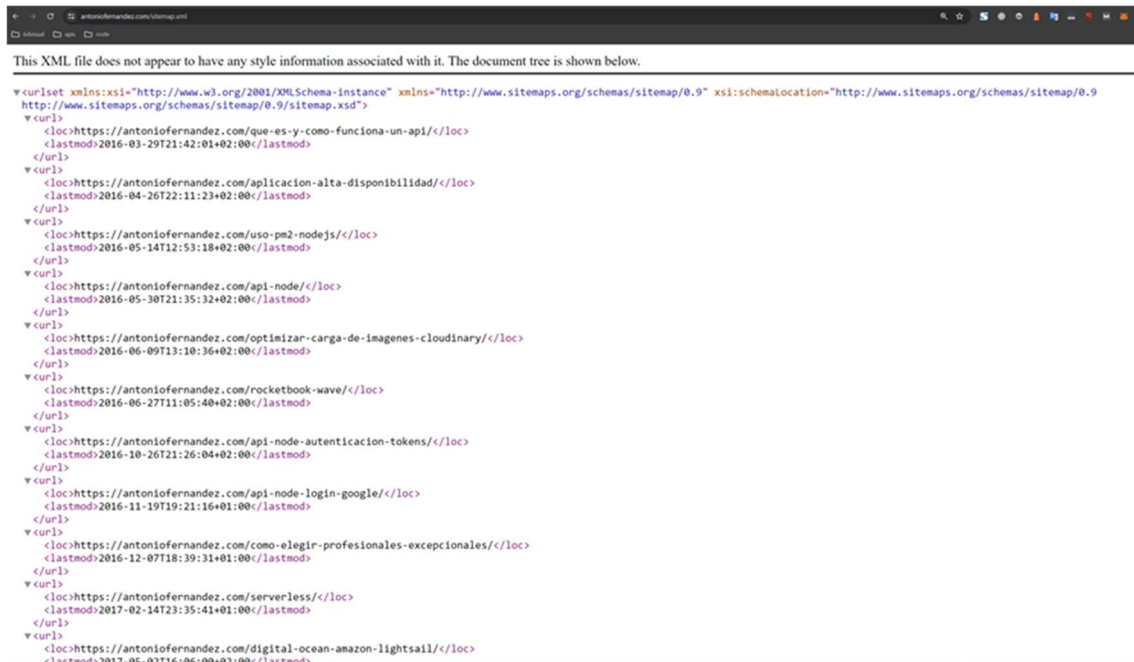 antoniofernandez.com/sitemap.xml
6dvisual apis node
This XML file does not appear to have any style information associated with it. The document tree is shown below.
▼<urlset xmlns:xsi="http://www.w3.org/2001/XMLSchema-instance" xmlns="http://www.sitemaps.org/schemas/sitemap/0.9" xsi:schemaLocation="http://www.sitemaps.org/schemas/sitemap/0.9
http://www.sitemaps.org/schemas/sitemap/0.9/sitemap.xsd">
▼<url>
<loc>https://antoniofernandez.com/que-es-y-como-funciona-un-api/</loc>
<lastmod>2016-03-29T21:42:01+02:00</lastmod>
</url>
▼<url>
<loc>https://antoniofernandez.com/aplicacion-alta-disponibilidad/</loc>
<lastmod>2016-04-26T22:11:23+02:00</lastmod>
</url>
▼<url>
<loc>https://antoniofernandez.com/uso-pm2-nodejs/</loc>
<lastmod>2016-05-14T12:53:18+02:00</lastmod>
</url>
▼<url>
<loc>https://antoniofernandez.com/api-node/</loc>
<lastmod>2016-05-30T21:35:32+02:00</lastmod>
</url>
▼<url>
<loc>https://antoniofernandez.com/optimizar-carga-de-imagenes-cloudinary/</loc>
<lastmod>2016-06-09T13:10:36+02:00</lastmod>
</url>
▼<url>
<loc>https://antoniofernandez.com/rocketbook-wave/</loc>
<lastmod>2016-06-27T11:05:40+02:00</lastmod>
</url>
▼<url>
<loc>https://antoniofernandez.com/api-node-autenticacion-tokens/</loc>
<lastmod>2016-10-26T21:26:04+02:00</lastmod>
</url>
▼<url>
<loc>https://antoniofernandez.com/api-node-login-google/</loc>
<lastmod>2016-11-19T19:21:16+01:00</lastmod>
</url>
▼<url>
<loc>https://antoniofernandez.com/como-elegir-profesionales-excepcionales/</loc>
<lastmod>2016-12-07T18:39:31+01:00</lastmod>
</url>
▼<url>
<loc>https://antoniofernandez.com/serverless/</loc>
<lastmod>2017-02-14T23:35:41+01:00</lastmod>
</url>
▼<url>
<loc>https://antoniofernandez.com/digital-ocean-amazon-lightsail/</loc>
<lastmod>2017-05-02T16:06:00+02:00</lastmod>